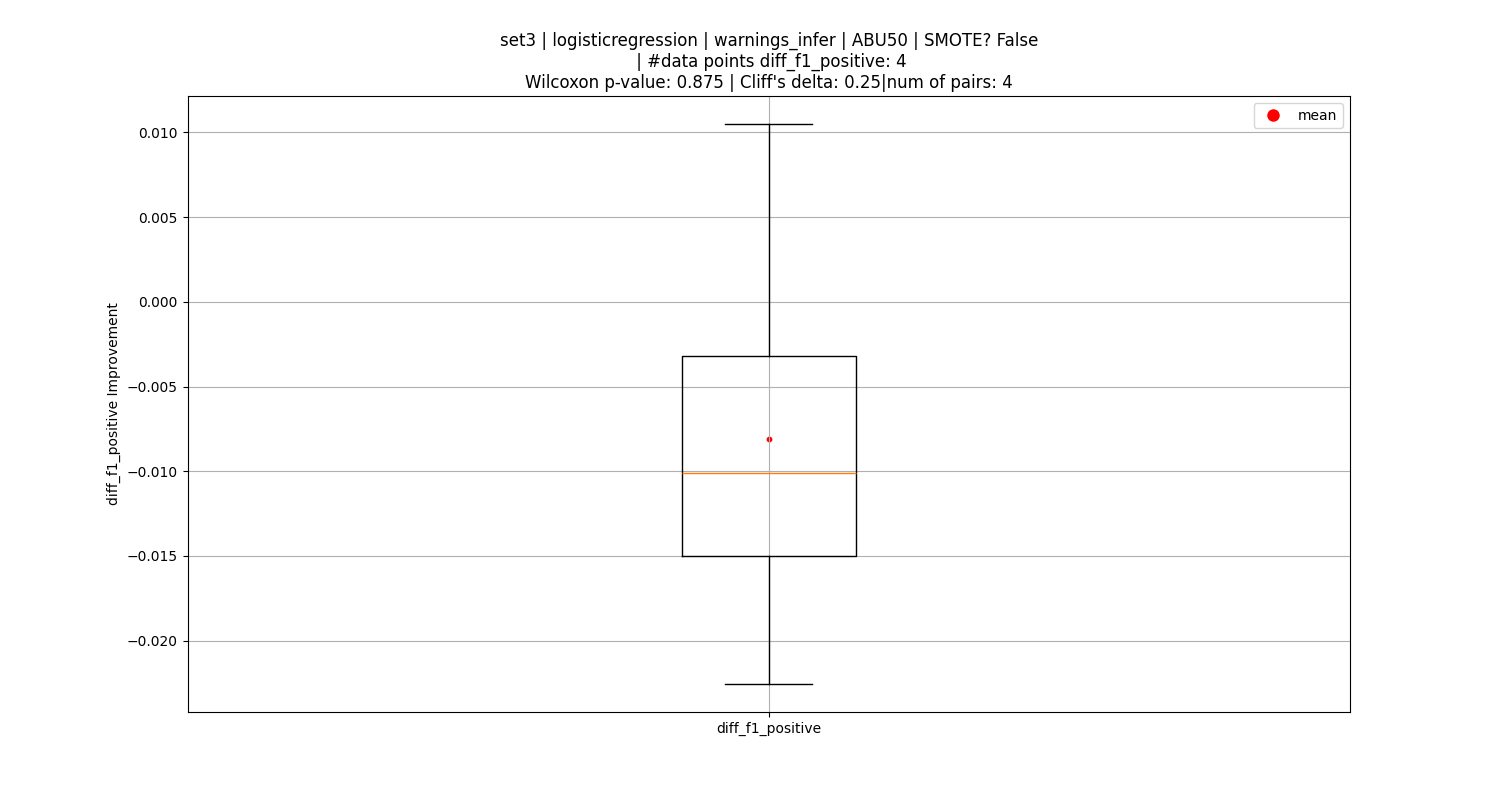 set3 | logisticregression | warnings_infer | ABU50 | SMOTE? False
| #data points diff_f1_positive: 4
Wilcoxon p-value: 0.875 | Cliff's delta: 0.25|num of pairs: 4
mean
0.010
0.005
0.000
−0.005
−0.010
−0.015
−0.020
diff_f1_positive Improvement
diff_f1_positive